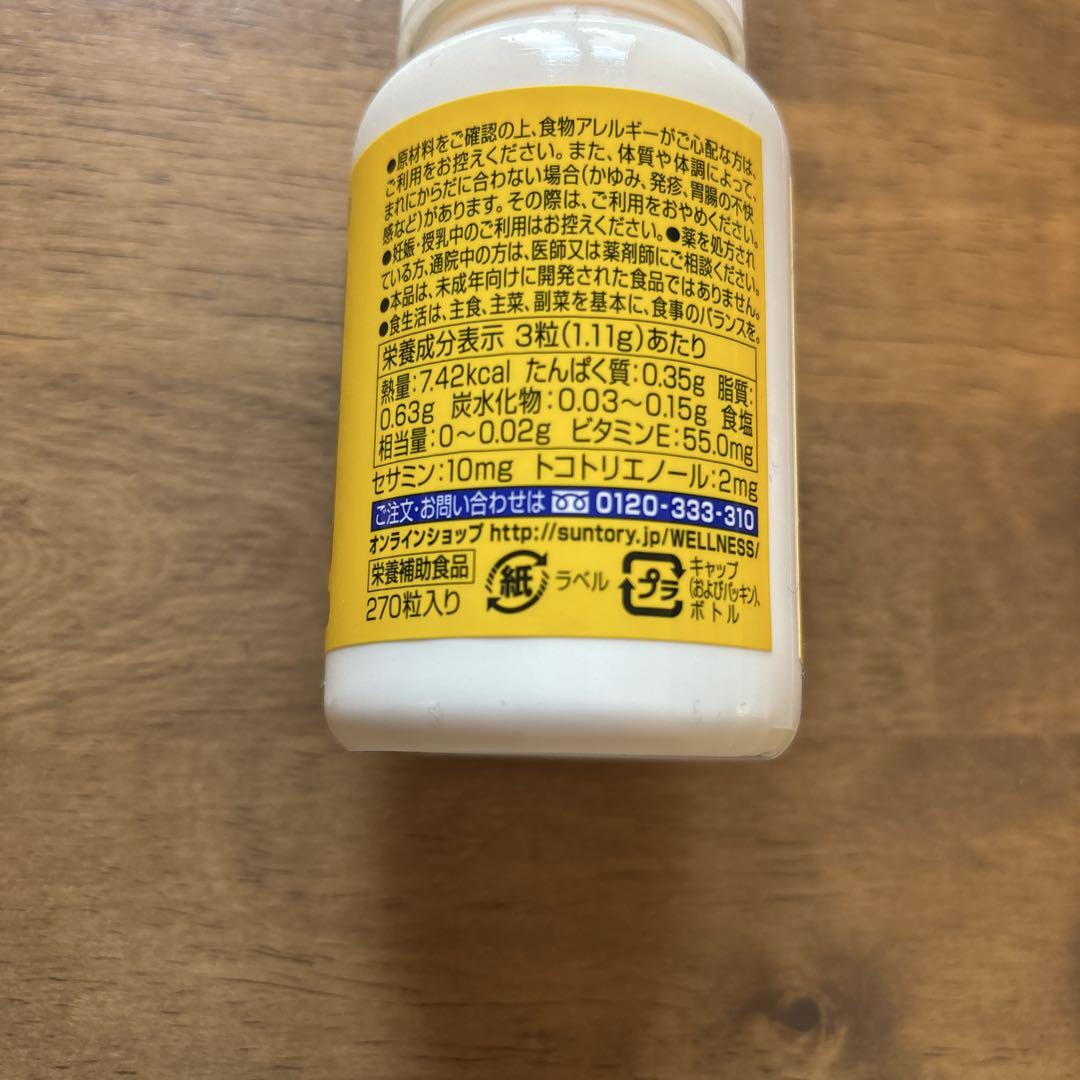 ●原材料をご確認の上、食物アレルギーがご心配な方は、
ご利用をお控えください。また、体質や体調によって、
まれにからだに合わない場合(かゆみ、発疹、胃腸の不快
感など)があります。その際は、ご利用をおやめください。
●妊娠・授乳中のご利用はお控えください。●薬を処方され
ている方、通院中の方は、医師又は薬剤師にご相談ください。
●本品は、未成年向けに開発された食品ではありません。
●食生活は、主食、主菜、副菜を基本に、食事のバランスを。
栄養成分表示 3粒(1.11g)あたり
熱量:7.42kcal たんぱく質:0.35g 脂質:
0.63g 炭水化物:0.03〜0.15g 食塩
相当量:0〜0.02g ビタミンE:55.0mg
セサミン:10mg トコトリエノール:2mg
ご注文・お問い合わせは 0120-333-310
オンラインショップ http://suntory.jp/WELLNESS/
栄養補助食品
270粒入り
紙 ラベル
プラ キャップ
(およびパッキン)、
ボトル